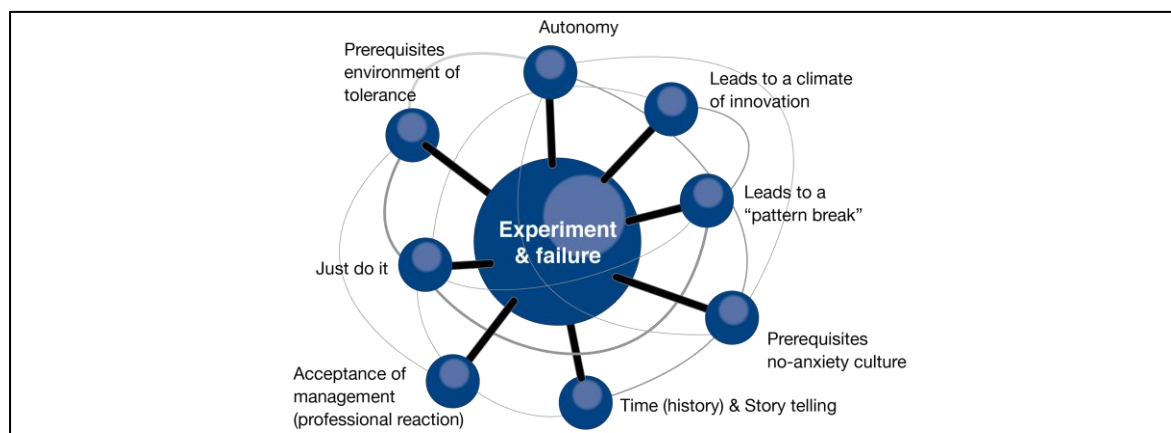 Autonomy
Prerequisites
environment of
tolerance
Leads to a climate
of innovation
Leads to a
“pattern break”
Experiment
& failure
Just do it
Prerequisites
no-anxiety culture
Acceptance of
management
(professional reaction)
Time (history) & Story telling